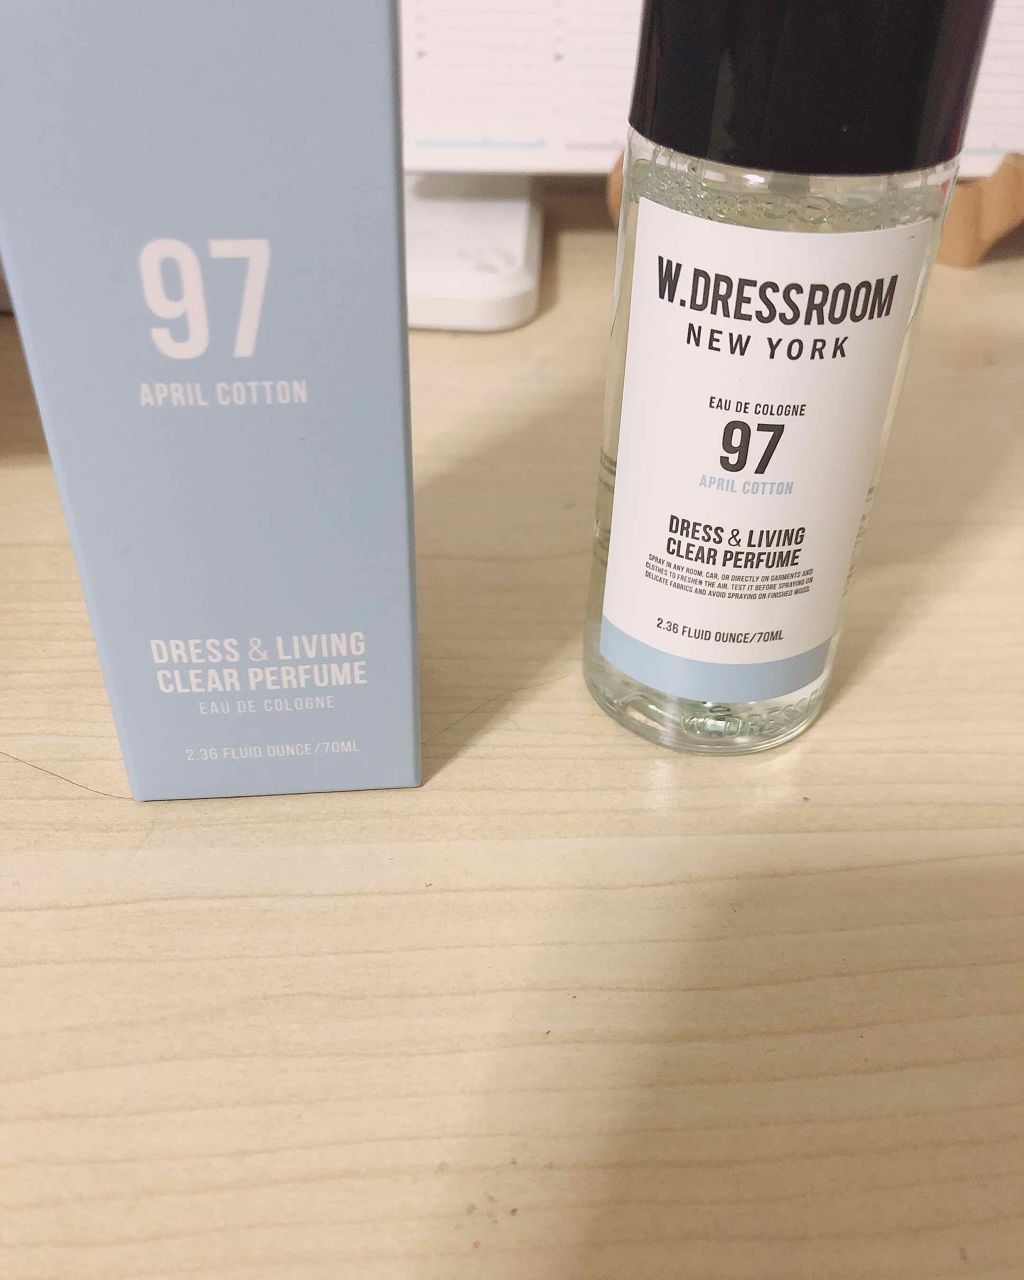 97
APRIL COTTON
DRESS & LIVING
CLEAR PERFUME
EAU DE COLOGNE
2.36 FLUID OUNCE/70ML
W.DRESSROOM
NEW YORK
EAU DE COLOGNE
97
APRIL COTTON
DRESS & LIVING
CLEAR PERFUME
SPRAY IN ANY ROOM, CAR, OR DIRECTLY ON GARMENTS AND
CLOTHES TO FRESHEN THE AIR. TEST IT BEFORE SPRAYING ON
DELICATE FABRICS AND AVOID SPRAYING ON FINISHED WOOD.
2.36 FLUID OUNCE/70ML